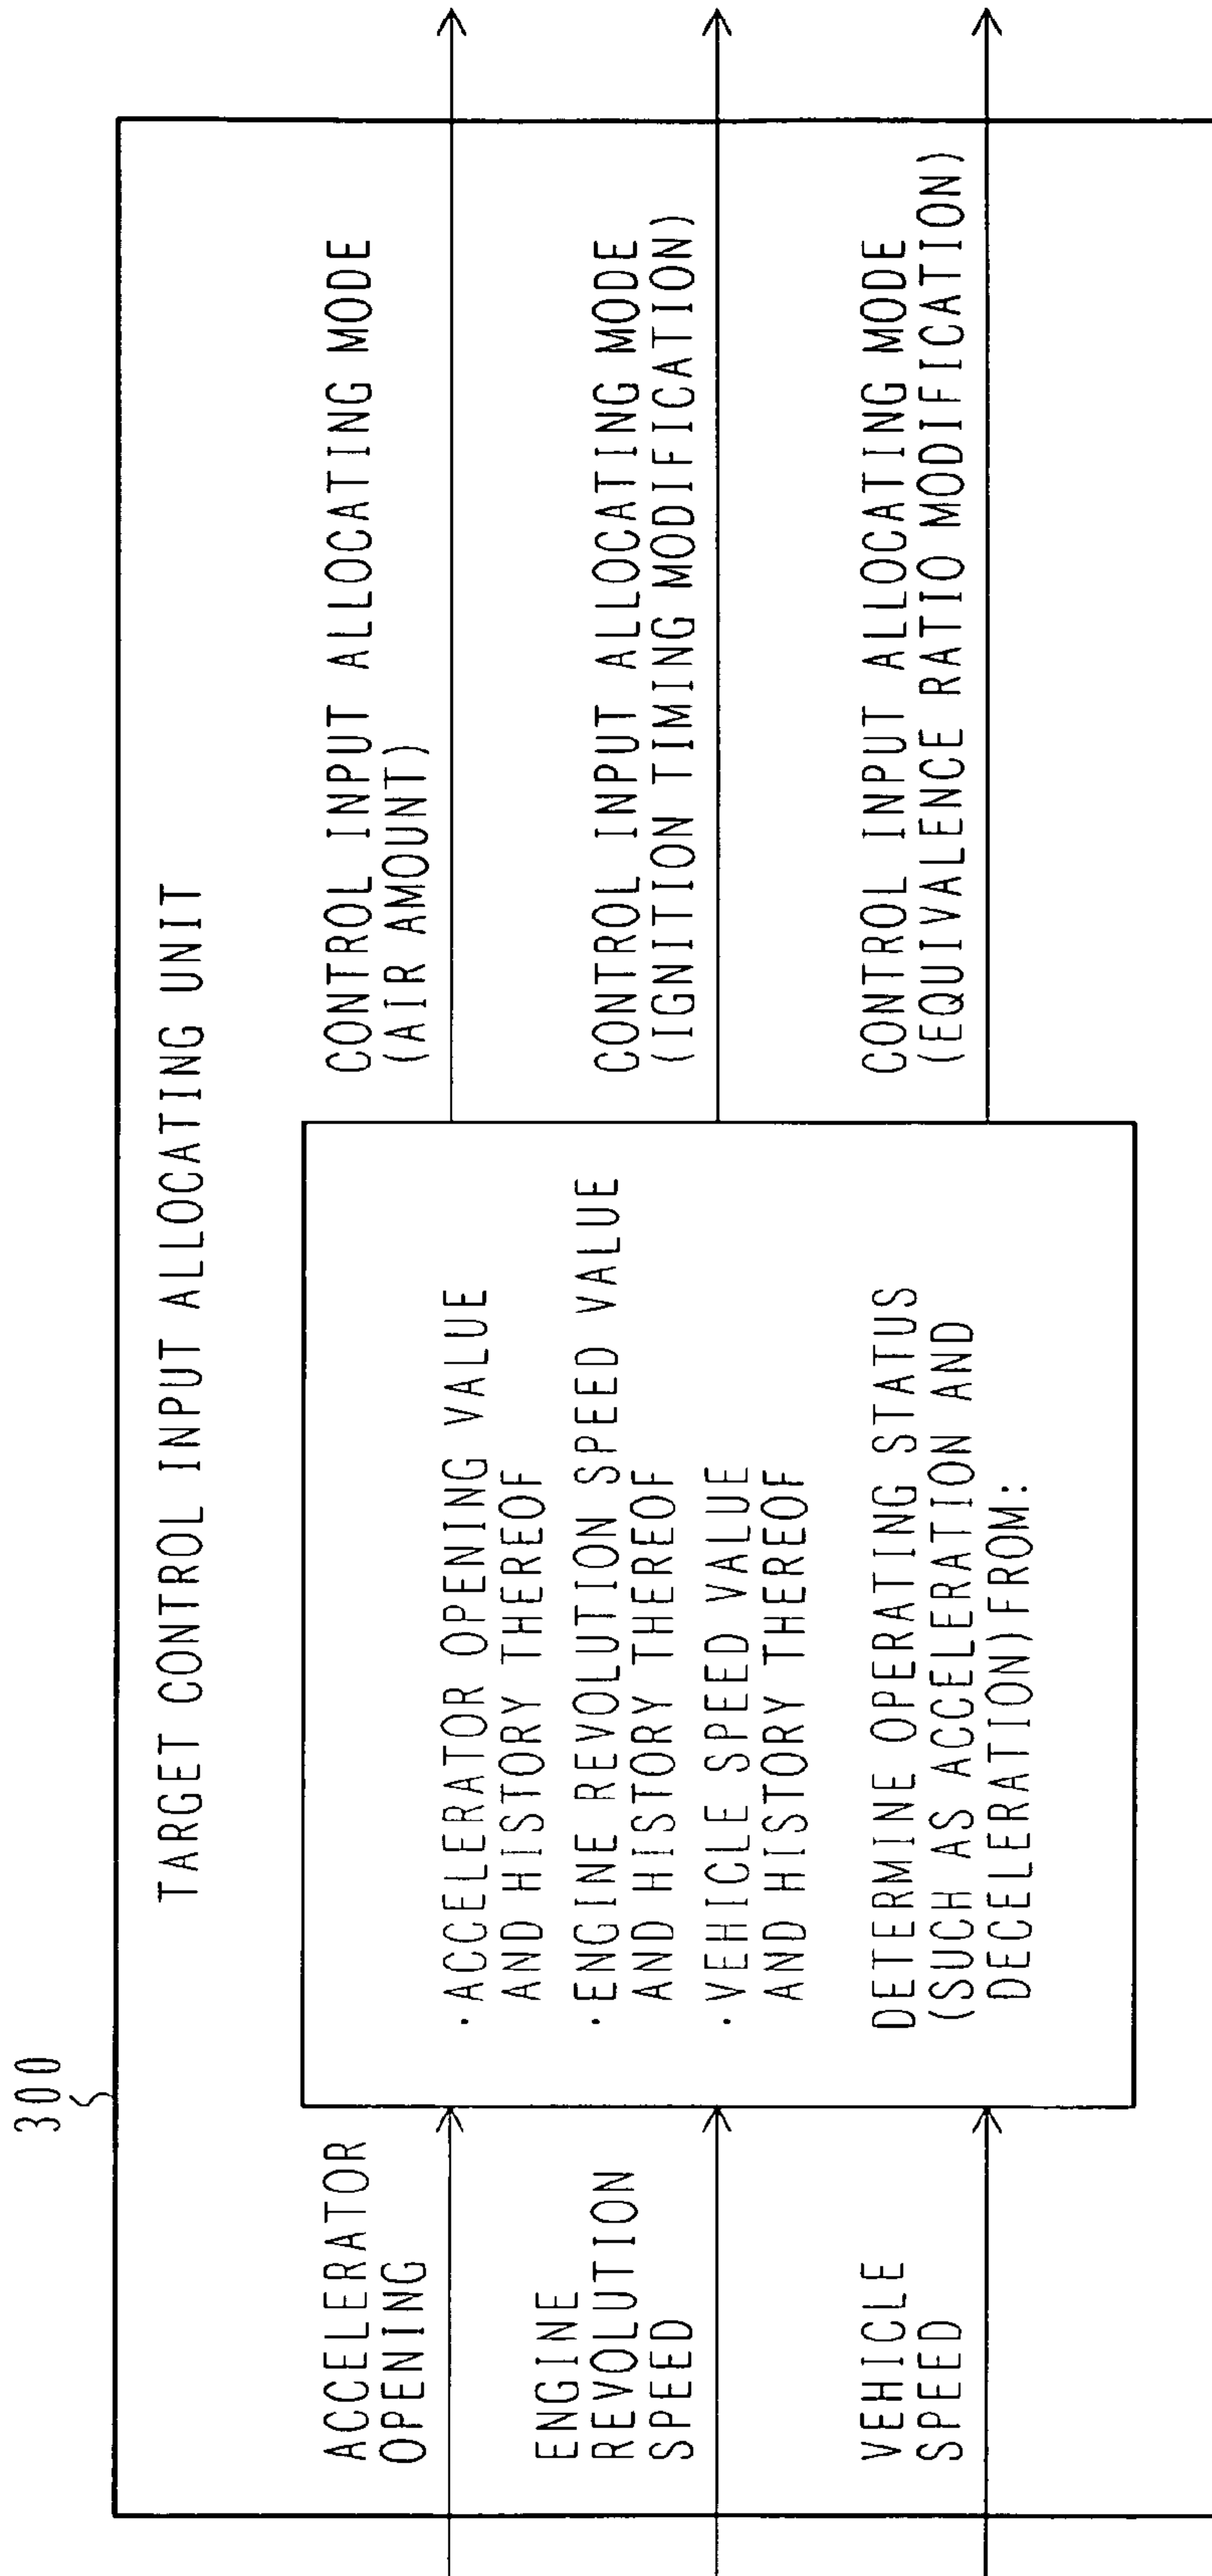 300
TARGET CONTROL INPUT ALLOCATING UNIT
ACCELERATOR
OPENING
ENGINE
REVOLUTION
SPEED
VEHICLE
SPEED
· ACCELERATOR OPENING VALUE
AND HISTORY THEREOF
· ENGINE REVOLUTION SPEED VALUE
AND HISTORY THEREOF
· VEHICLE SPEED VALUE
AND HISTORY THEREOF
DETERMINE OPERATING STATUS
(SUCH AS ACCELERATION AND
DECELERATION)FROM:
CONTROL INPUT ALLOCATING MODE
(AIR AMOUNT)
CONTROL INPUT ALLOCATING MODE
(IGNITION TIMING MODIFICATION)
CONTROL INPUT ALLOCATING MODE
(EQUIVALENCE RATIO MODIFICATION)